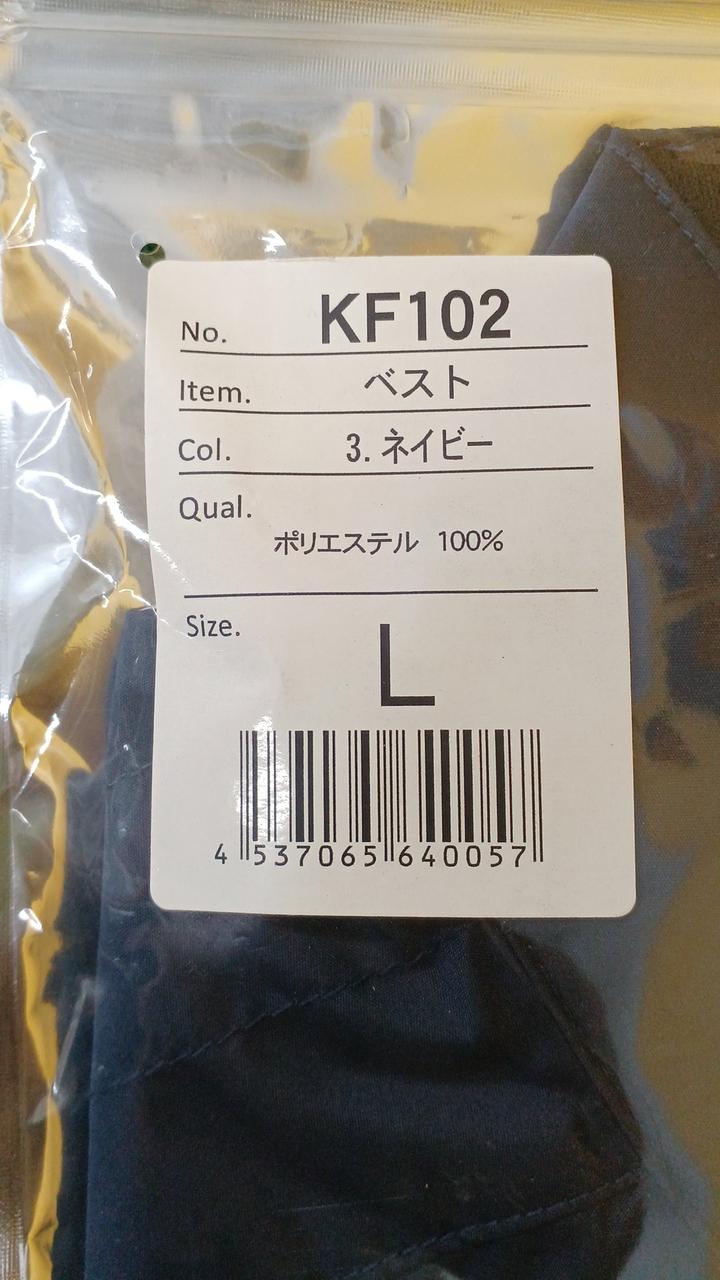 No. KF102
Item. ベスト
Col. 3. ネイビー
Qual.
ポリエステル 100%
Size.
L
4 537065 640057